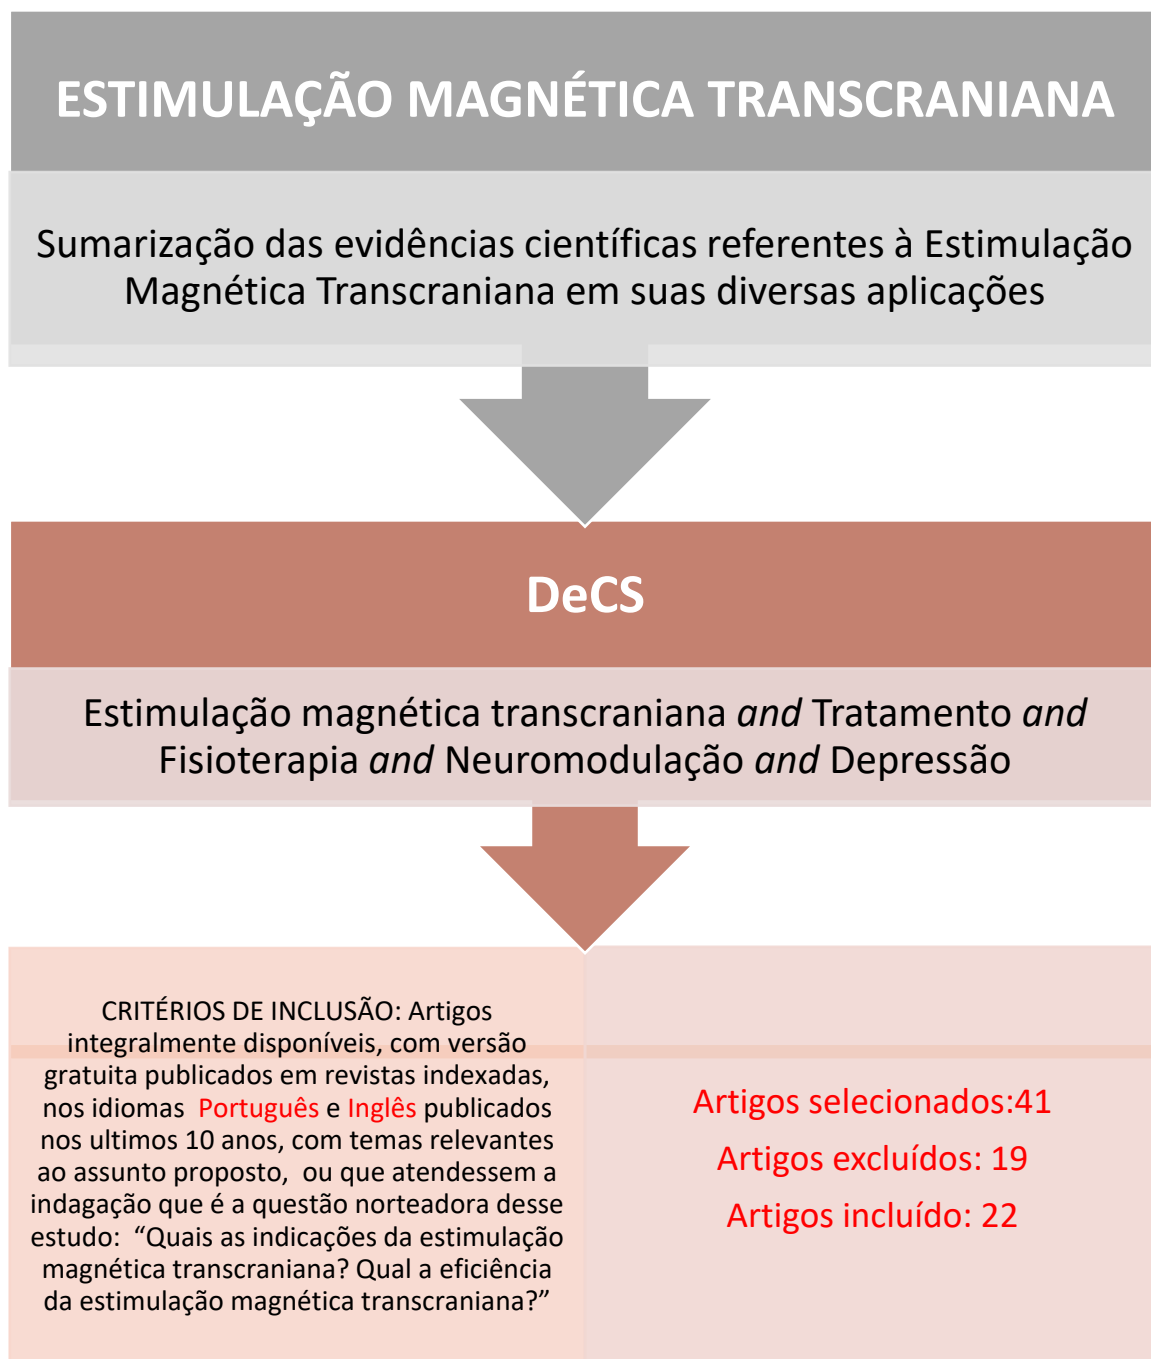 ESTIMULAÇÃO MAGNÉTICA TRANSCRANIANA
Sumarização das evidências científicas referentes à Estimulação
Magnética Transcraniana em suas diversas aplicações
DeCS
Estimulação magnética transcraniana and Tratamento and
Fisioterapia and Neuromodulação and Depressão
CRITÉRIOS DE INCLUSÃO: Artigos
integralmente disponíveis, com versão
gratuita publicados em revistas indexadas,
nos idiomas Português e Inglês publicados
nos ultimos 10 anos, com temas relevantes
ao assunto proposto, ou que atendessem a
indagação que é a questão norteadora desse
estudo: “Quais as indicações da estimulação
magnética transcraniana? Qual a eficiência
da estimulação magnética transcraniana?”
Artigos selecionados:41
Artigos excluídos: 19
Artigos incluído: 22